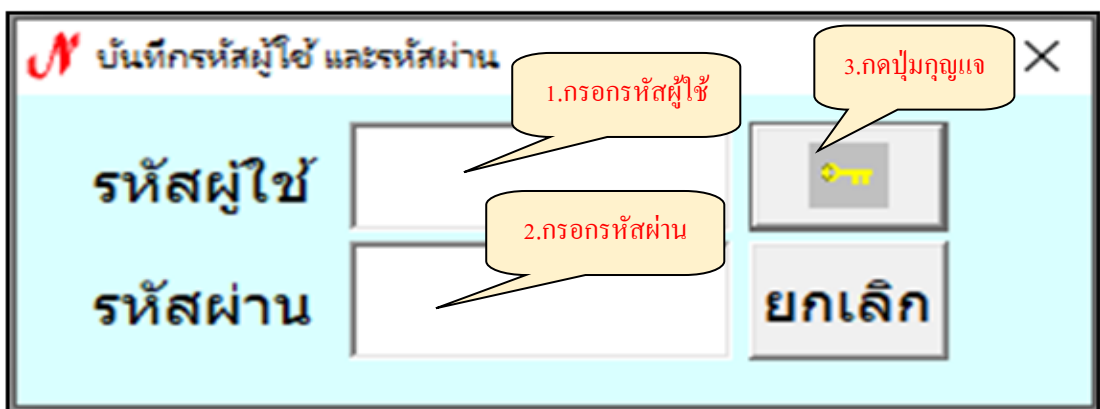 N บันทึกรหัสผู้ใช้ และรหัสผ่าน
1.กรอกรหัสผู้ใช้
3.กดปุ่มกุญแจ
รหัสผู้ใช้
2.กรอกรหัสผ่าน
รหัสผ่าน
ยกเลิก